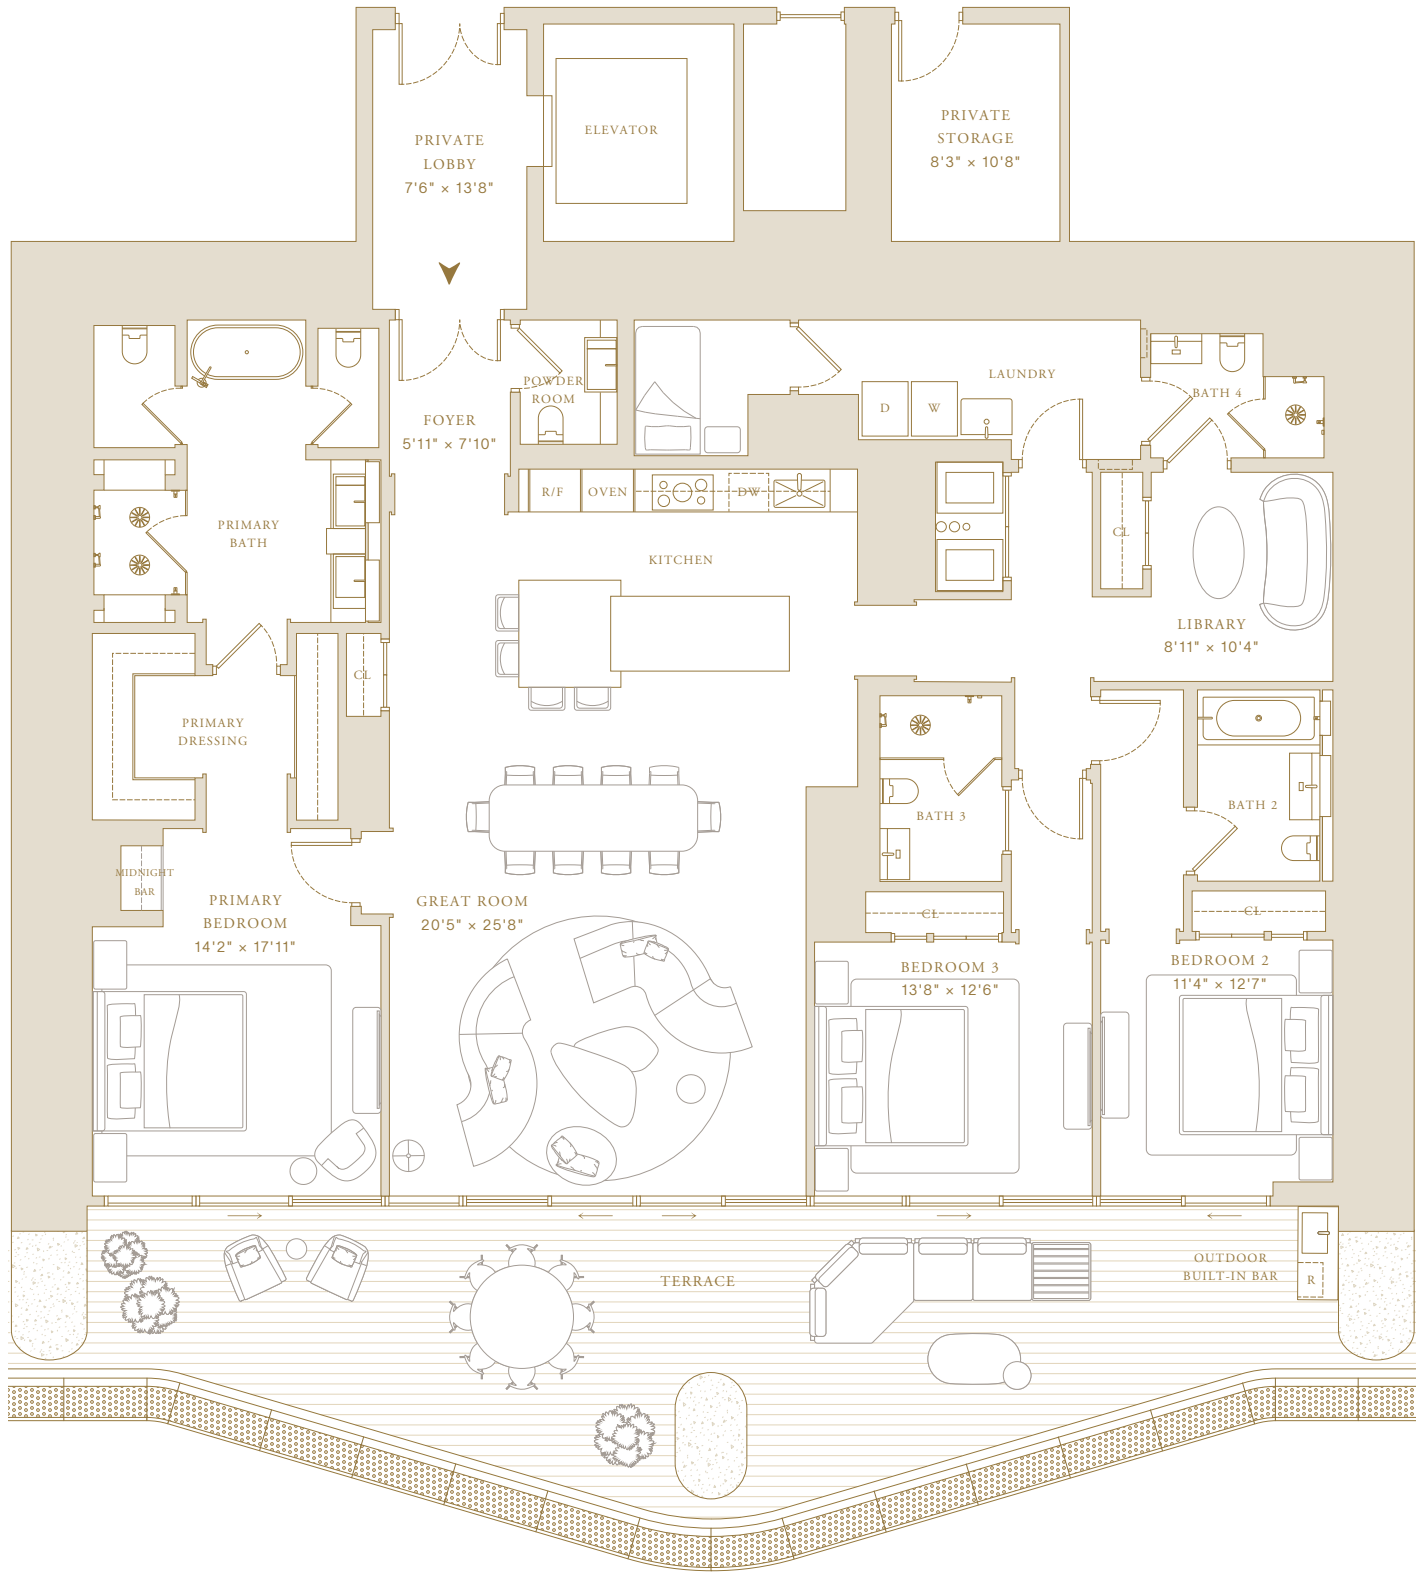 PRIVATE
LOBBY
7'6" × 13'8"
ELEVATOR
PRIVATE
STORAGE
8'3" × 10'8"
POWDER
ROOM
FOYER
5'11" × 7'10"
LAUNDRY
D
W
BATH 4
R/F
OVEN
DW
KITCHEN
CL
PRIMARY
BATH
LIBRARY
8'11" × 10'4"
CL
PRIMARY
DRESSING
BATH 3
BATH 2
MIDNIGHT
BAR
PRIMARY
BEDROOM
14'2" × 17'11"
GREAT ROOM
20'5" × 25'8"
CL
CL
BEDROOM 3
13'8" × 12'6"
BEDROOM 2
11'4" × 12'7"
TERRACE
OUTDOOR
BUILT-IN BAR
R